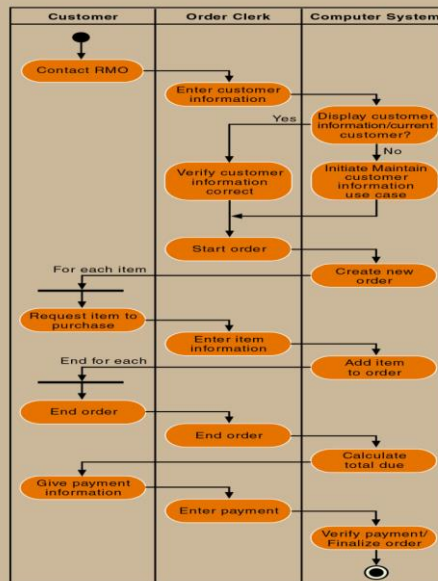 Customer
Order Clerk
Computer System
Contact RMO
Enter customer
information
Display customer
information/current
customer?
Yes
No
Verify customer
information
correct
Initiate Maintain
customer
information
use case
Start order
For each item
Create new
order
Request item to
purchase
Enter item
information
End for each
Add item
to order
End order
End order
Calculate
total due
Give payment
information
Enter payment
Verify payment/
Finalize order